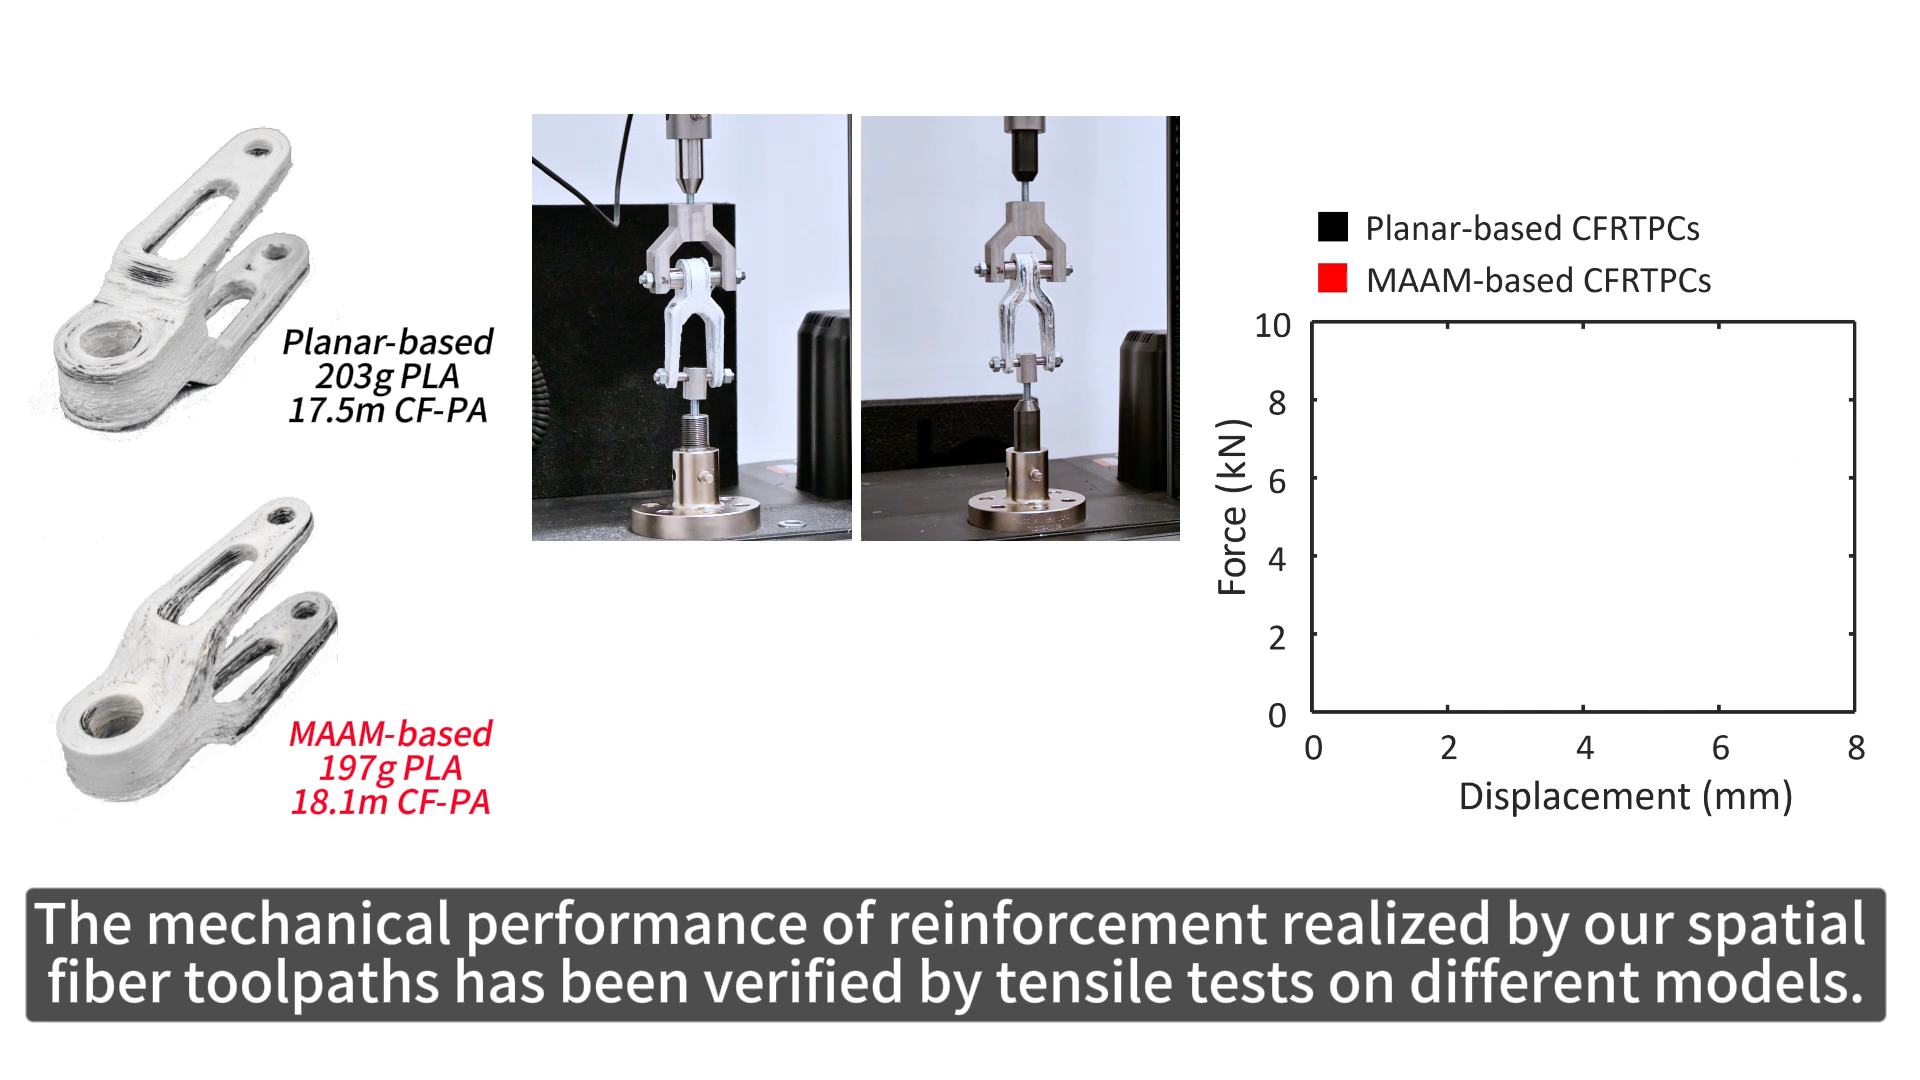 Planar-based
203g PLA
17.5m CF-PA
MAAM-based
197g PLA
18.1m CF-PA
Planar-based CFRTPCs
MAAM-based CFRTPCs
10
8
6
4
2
0
Force (kN)
0 2 4 6 8
Displacement (mm)
The mechanical performance of reinforcement realized by our spatial
fiber toolpaths has been verified by tensile tests on different models.